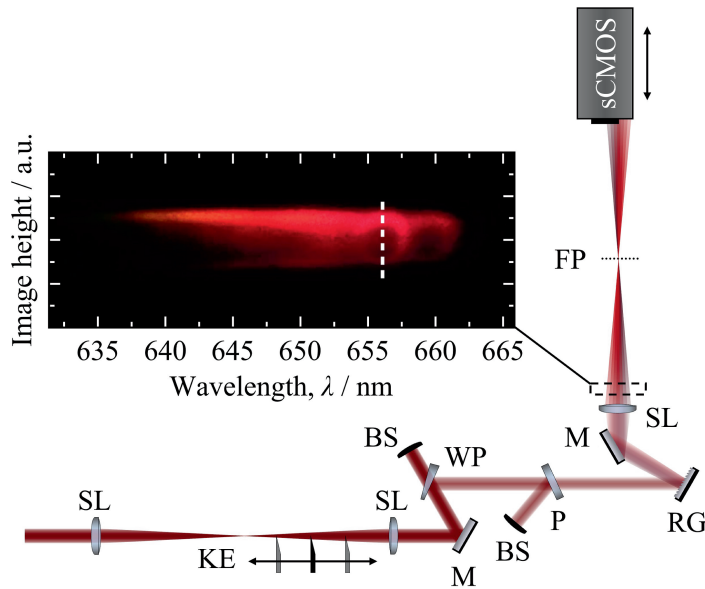 sCMOS
Image height / a.u.
635 640 645 650 655 660 665
Wavelength, λ / nm
FP
SL
M
BS
WP
SL
SL
P
RG
KE
BS
M